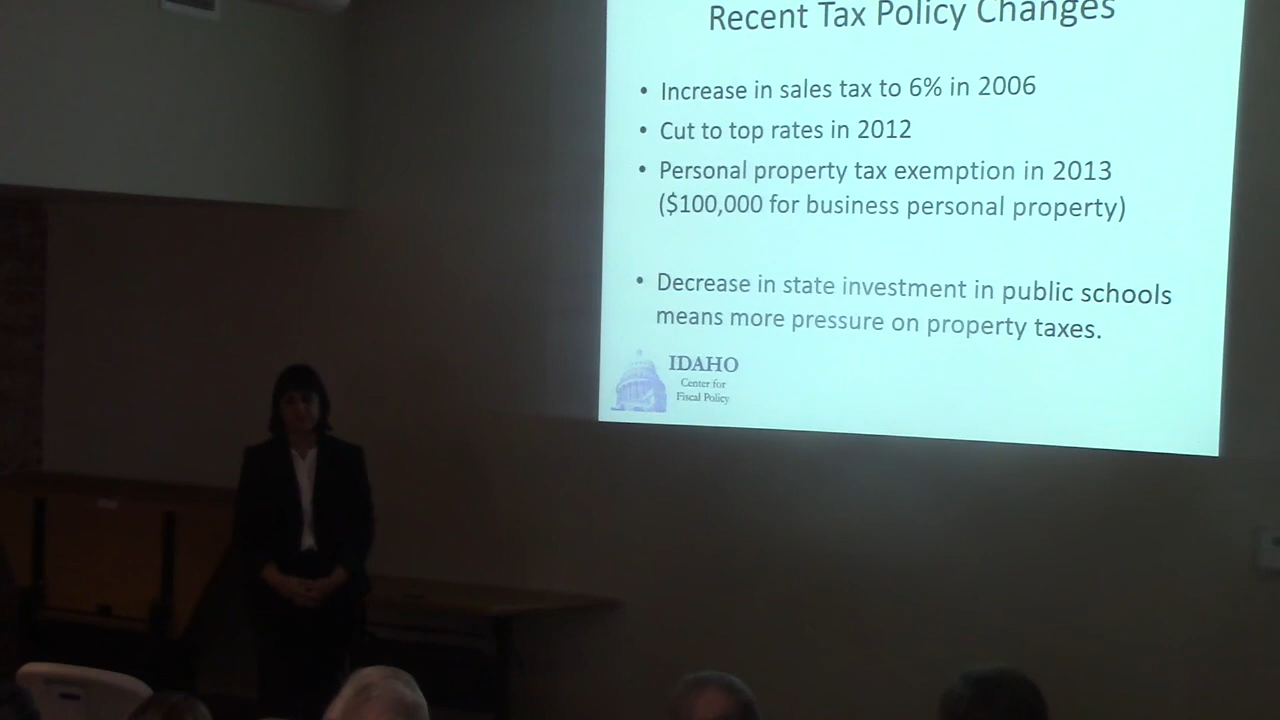 Recent Tax Policy Changes
• Increase in sales tax to 6% in 2006
• Cut to top rates in 2012
• Personal property tax exemption in 2013
($100,000 for business personal property)
• Decrease in state investment in public schools
means more pressure on property taxes.
IDAHO
Center for
Fiscal Policy